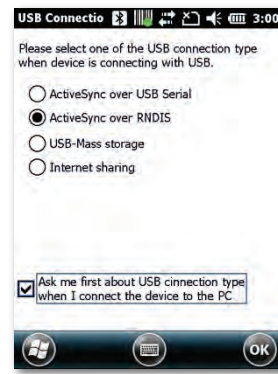 USB Connectio 3:00
Please select one of the USB connection type
when device is connecting with USB.
ActiveSync over USB Serial
ActiveSync over RNDIS
USB-Mass storage
Internet sharing
Ask me first about USB cinnection type
when I connect the device to the PC
OK